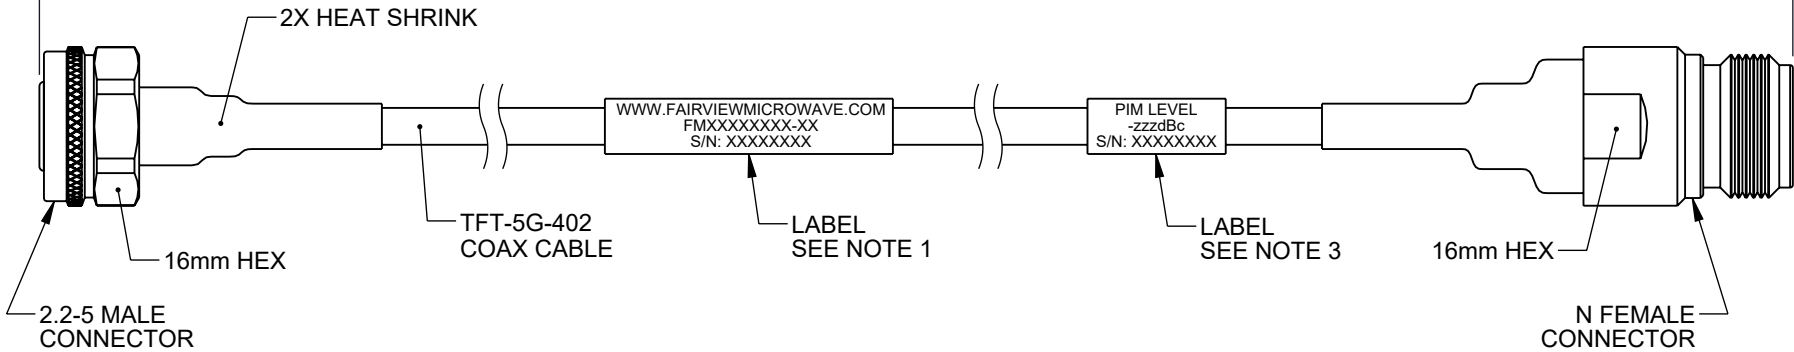 2X HEAT SHRINK
WWW.FAIRVIEWMICROWAVE.COM
FMXXXXXXXX-XX
S/N: XXXXXXXX
PIM LEVEL
-zzzdBc
S/N: XXXXXXXX
TFT-5G-402
COAX CABLE
LABEL
SEE NOTE 1
LABEL
SEE NOTE 3
16mm HEX
16mm HEX
2.2-5 MALE
CONNECTOR
N FEMALE
CONNECTOR